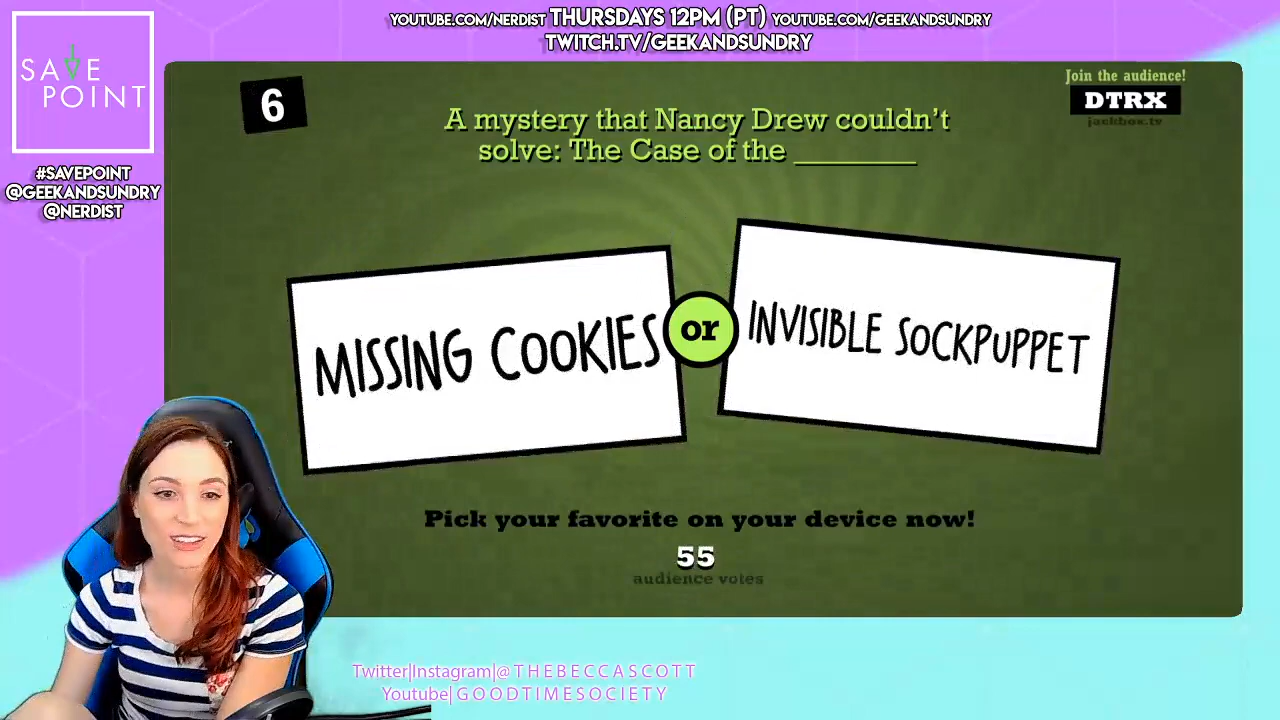 YOUTUBE.COM/NERDIST THURSDAYS 12PM (PT) YOUTUBE.COM/GEEKANDSUNDRY
TWITCH.TV/GEEKANDSUNDRY
SAVE
POINT
#SAVEPOINT
@GEEKANDSUNDRY
@NERDIST
6
A mystery that Nancy Drew couldn't
solve: The Case of the ________
Join the audience!
DTRX
jackbox.tv
MISSING COOKIES
or
INVISIBLE SOCKPUPPET
Pick your favorite on your device now!
55
audience votes
Twitter|Instagram|@THEBECCASCOTT
Youtube|GOODTIMESOCIETY